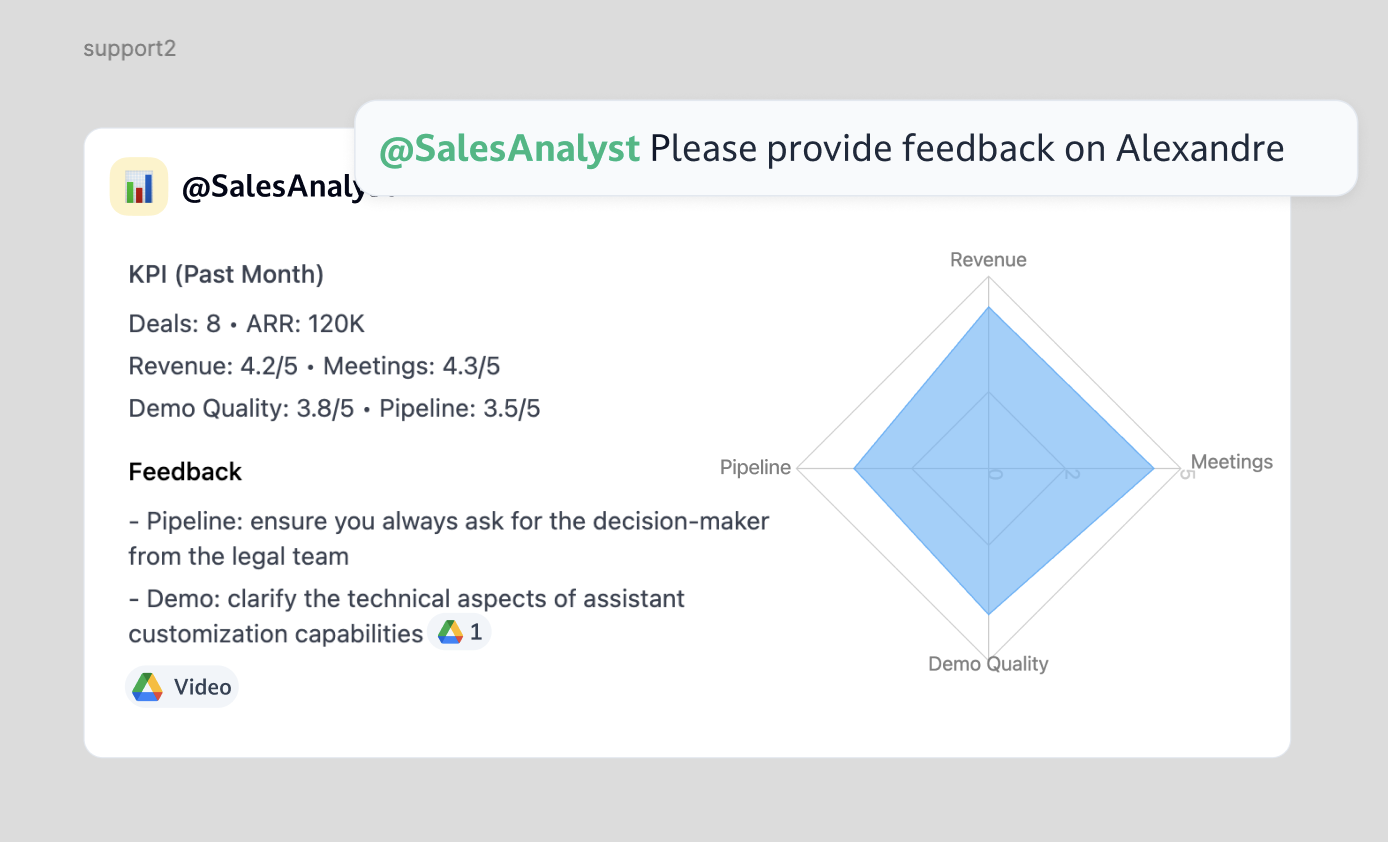 support2
@SalesAnalyst Please provide feedback on Alexandre
@SalesAnaly
KPI (Past Month)
Deals: 8 • ARR: 120K
Revenue: 4.2/5 • Meetings: 4.3/5
Demo Quality: 3.8/5 • Pipeline: 3.5/5
Feedback
- Pipeline: ensure you always ask for the decision-maker
from the legal team
- Demo: clarify the technical aspects of assistant
customization capabilities 1
Video
Revenue
Pipeline
0
2
5
Meetings
Demo Quality